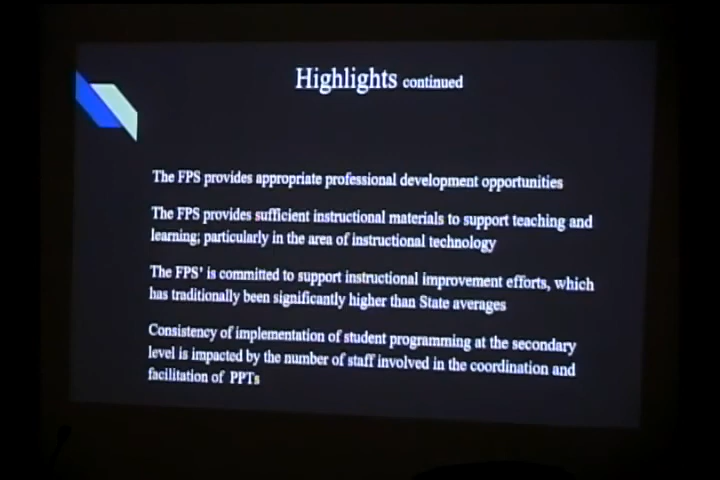 Highlights continued
The FPS provides appropriate professional development opportunities
The FPS provides sufficient instructional materials to support teaching and
learning; particularly in the area of instructional technology
The FPS' is committed to support instructional improvement efforts, which
has traditionally been significantly higher than State averages
Consistency of implementation of student programming at the secondary
level is impacted by the number of staff involved in the coordination and
facilitation of PPTs